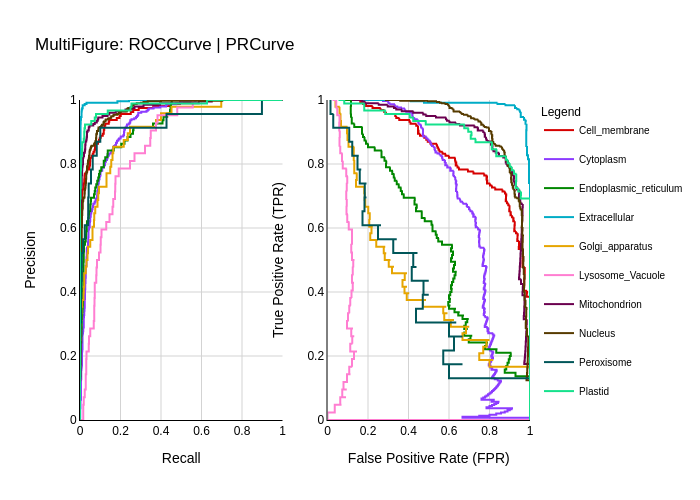 MultiFigure: ROCCurve | PRCurve
Precision
1
0.8
0.6
0.4
0.2
0
0 0.2 0.4 0.6 0.8 1
Recall
True Positive Rate (TPR)
1
0.8
0.6
0.4
0.2
0
0 0.2 0.4 0.6 0.8 1
False Positive Rate (FPR)
Legend
Cell_membrane
Cytoplasm
Endoplasmic_reticulum
Extracellular
Golgi_apparatus
Lysosome_Vacuole
Mitochondrion
Nucleus
Peroxisome
Plastid